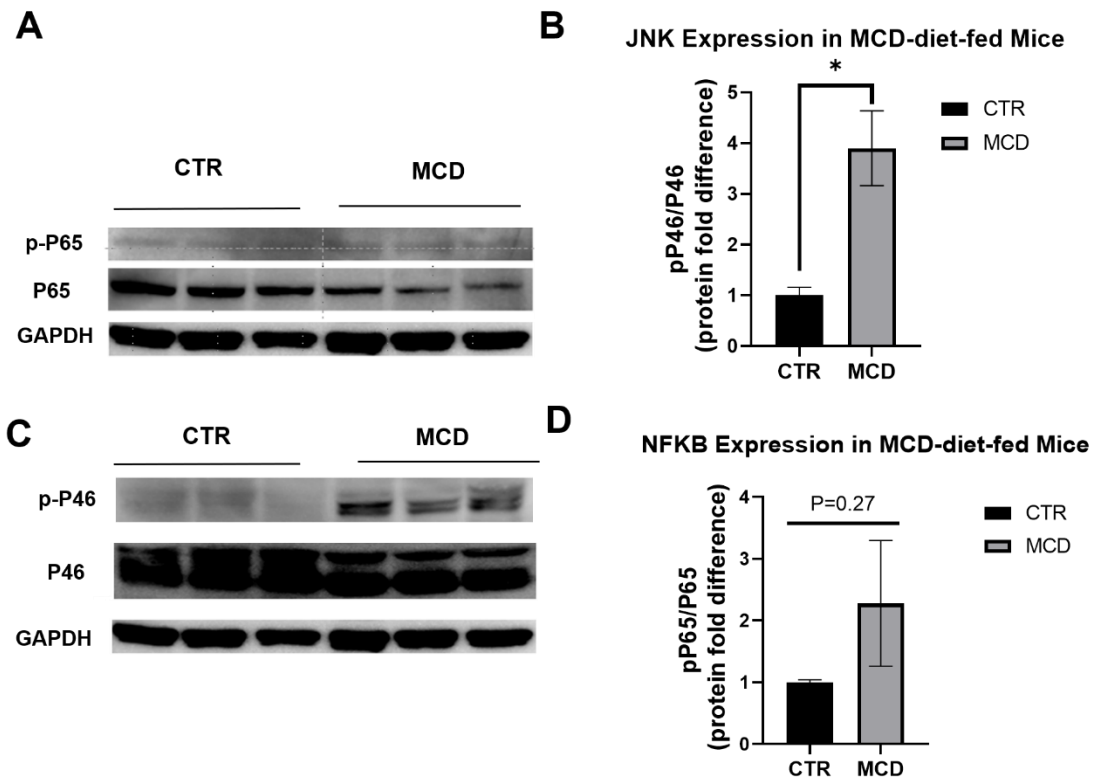 A
CTR MCD
p-P65
P65
GAPDH
B
JNK Expression in MCD-diet-fed Mice
*
pP46/P46
(protein fold difference)
5
4
3
2
1
0
CTR MCD
CTR
MCD
C
CTR MCD
p-P46
P46
GAPDH
D
NFKB Expression in MCD-diet-fed Mice
P=0.27
pP65/P65
(protein fold difference)
4
3
2
1
0
CTR MCD
CTR
MCD